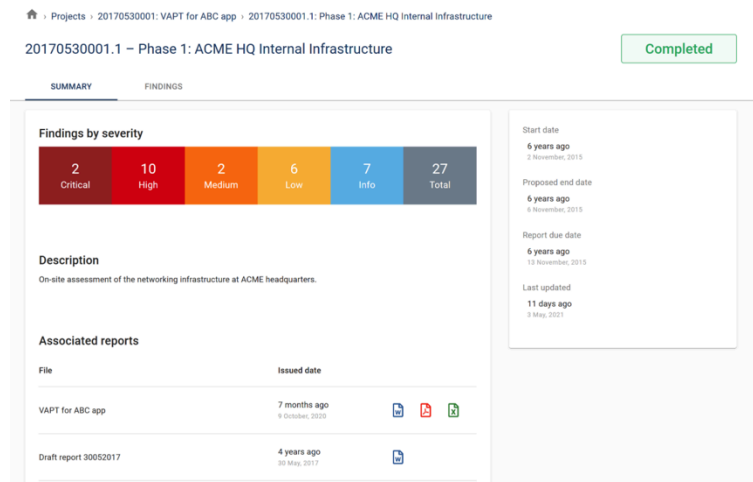 › Projects › 20170530001: VAPT for ABC app › 20170530001.1: Phase 1: ACME HQ Internal Infrastructure
20170530001.1 – Phase 1: ACME HQ Internal Infrastructure
Completed
SUMMARY FINDINGS
Findings by severity
2 10 2 6 7 27
Critical High Medium Low Info Total
Description
On-site assessment of the networking infrastructure at ACME headquarters.
Associated reports
File Issued date
VAPT for ABC app
7 months ago
9 October, 2020
Draft report 30052017
4 years ago
30 May, 2017
Start date
6 years ago
2 November, 2015
Proposed end date
6 years ago
6 November, 2015
Report due date
6 years ago
13 November, 2015
Last updated
11 days ago
3 May, 2021